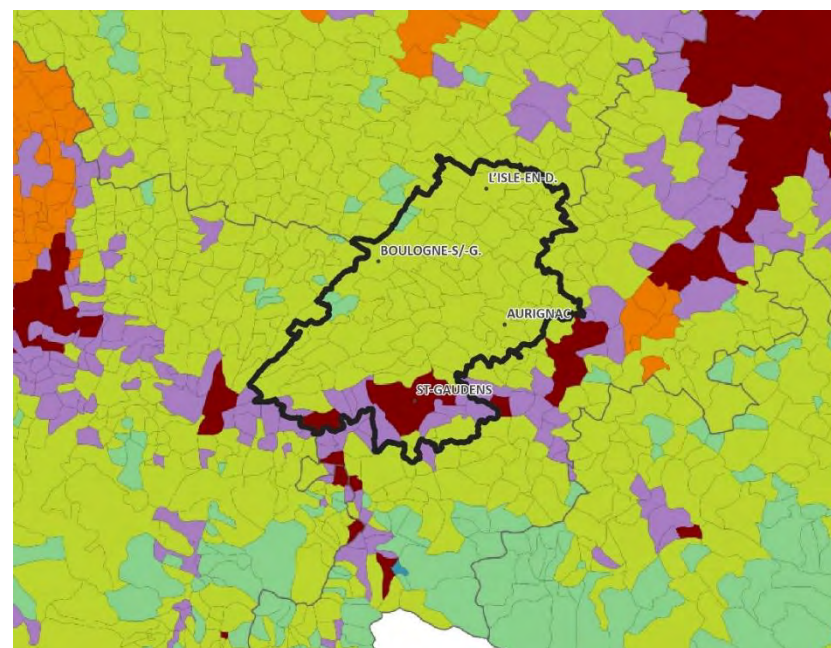 L'ISLE-EN-D.
BOULOGNE-S/-G.
AURIGNAC
ST-GAUDENS